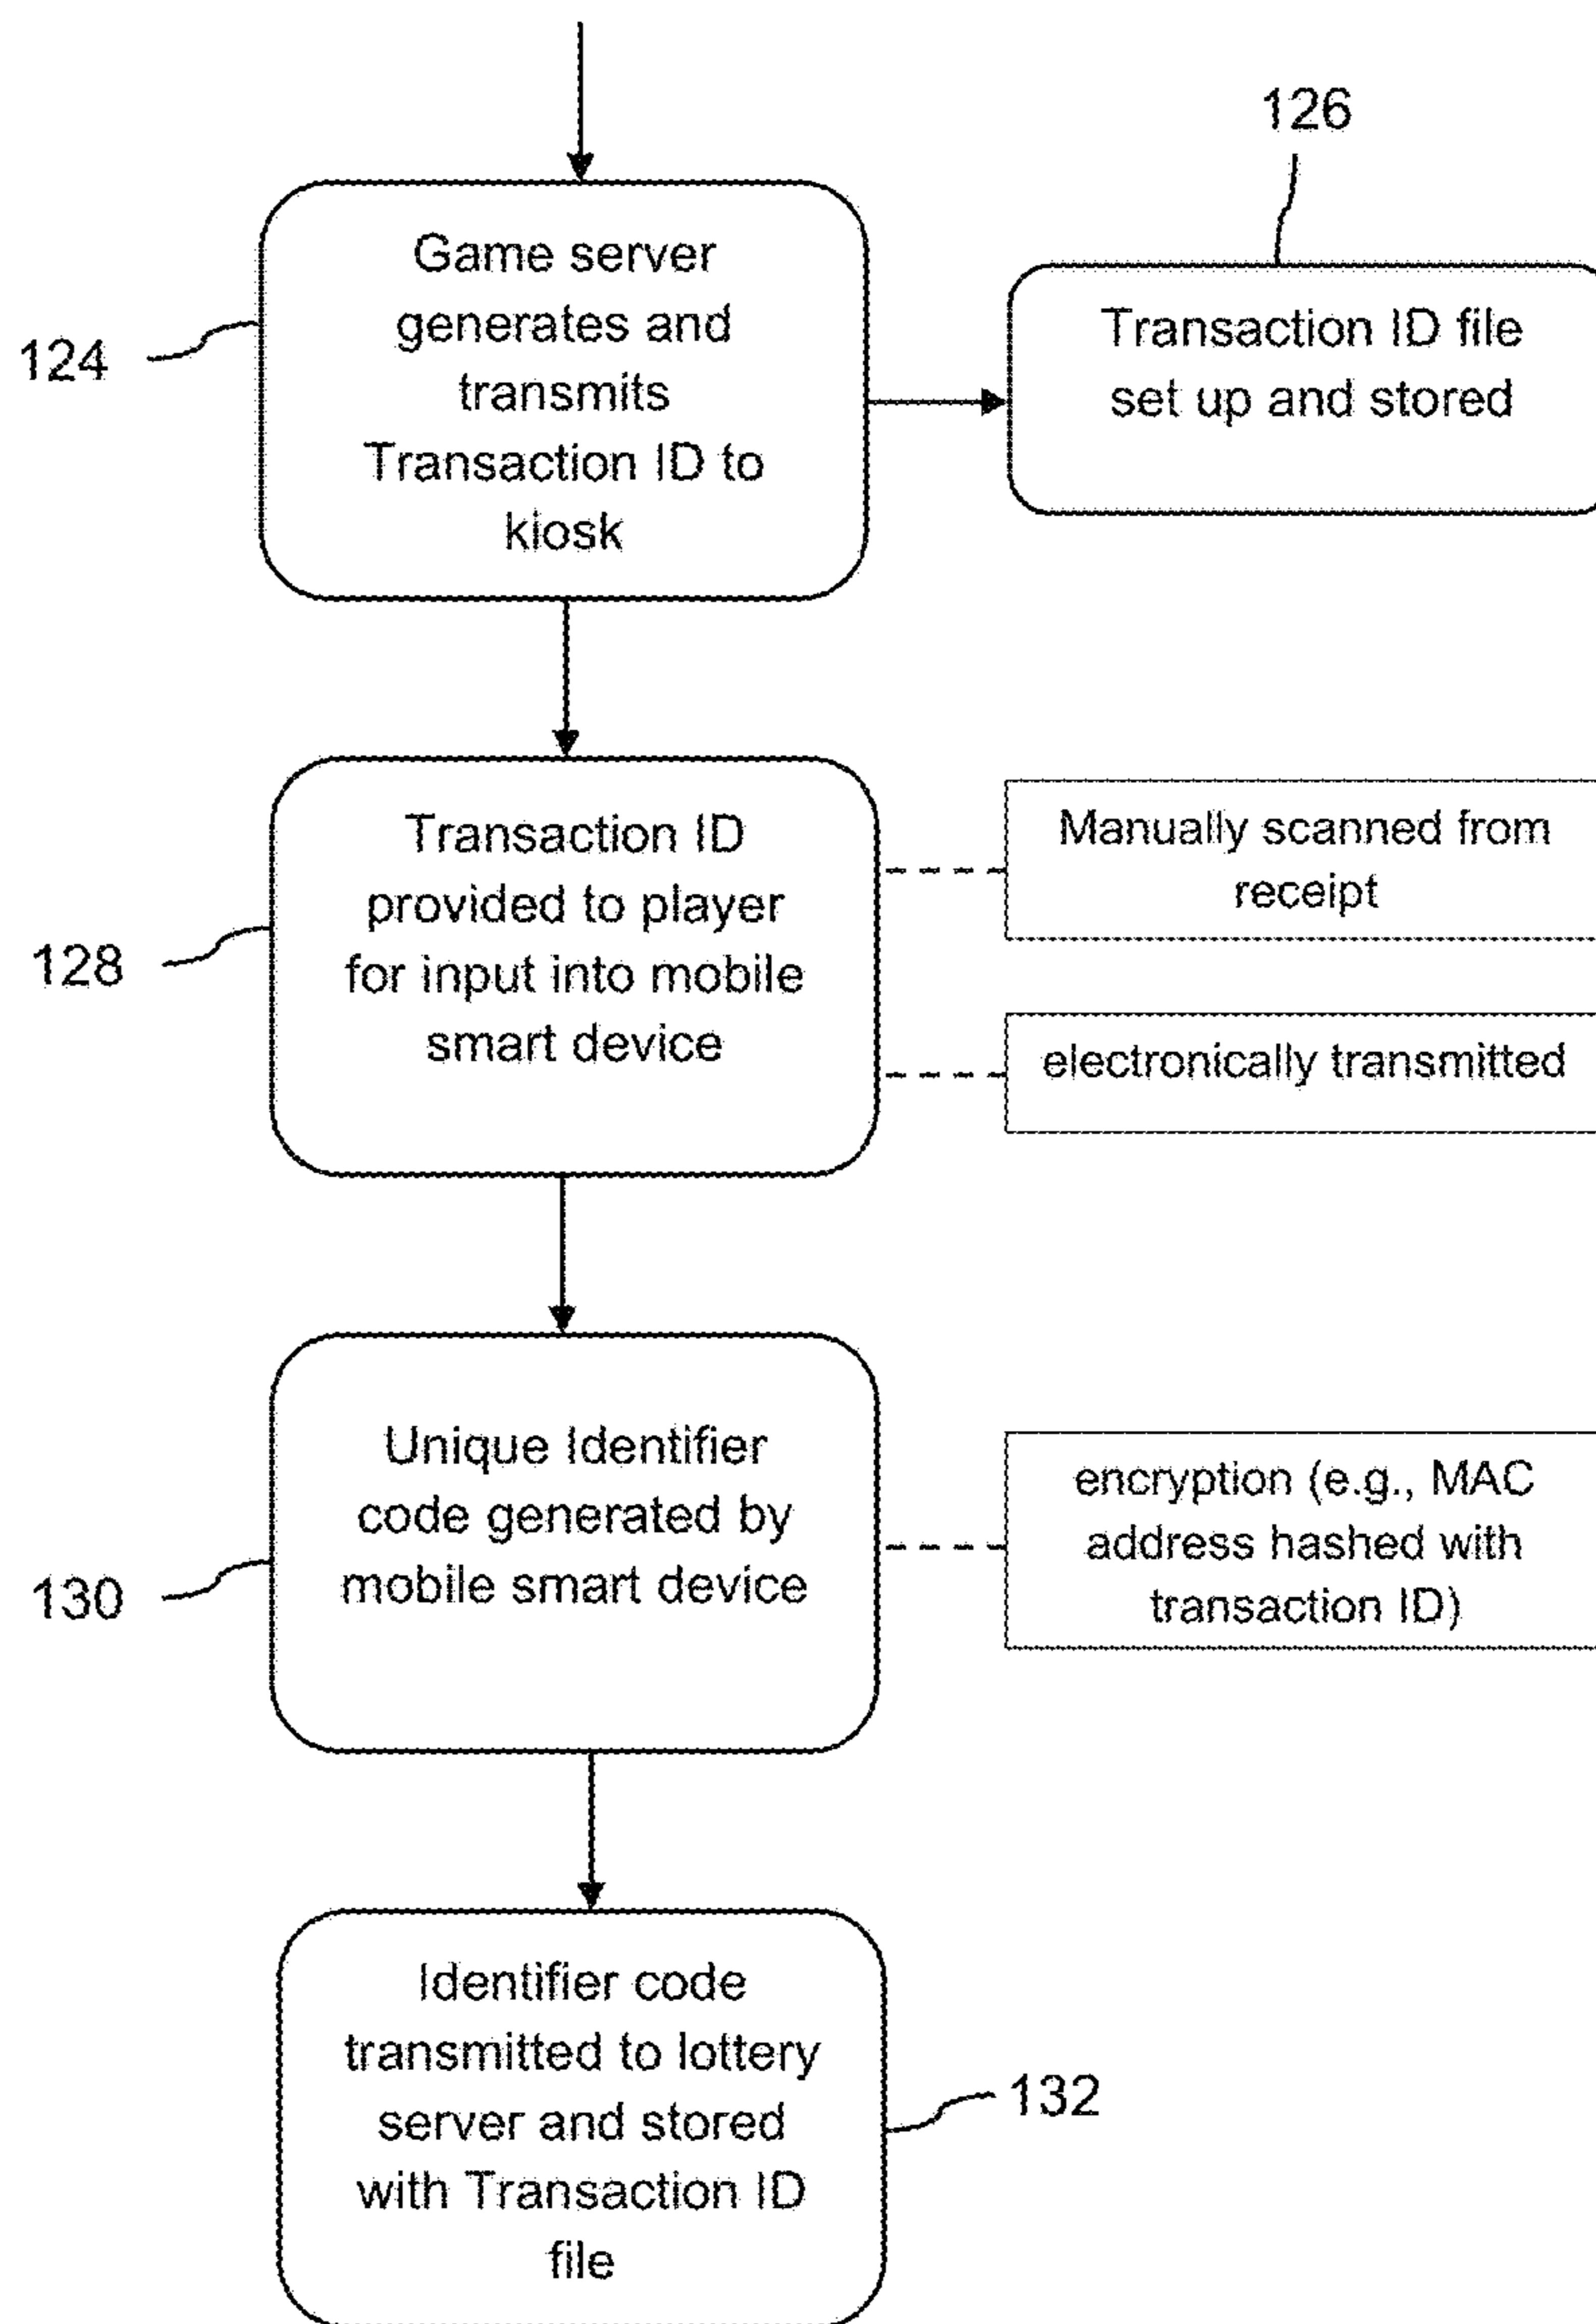 126
124
Game server
generates and
transmits
Transaction ID to
kiosk
Transaction ID file
set up and stored
128
Transaction ID
provided to player
for input into mobile
smart device
Manually scanned from
receipt
electronically transmitted
130
Unique Identifier
code generated by
mobile smart device
encryption (e.g., MAC
address hashed with
transaction ID)
Identifier code
transmitted to lottery
server and stored
with Transaction ID
file
132